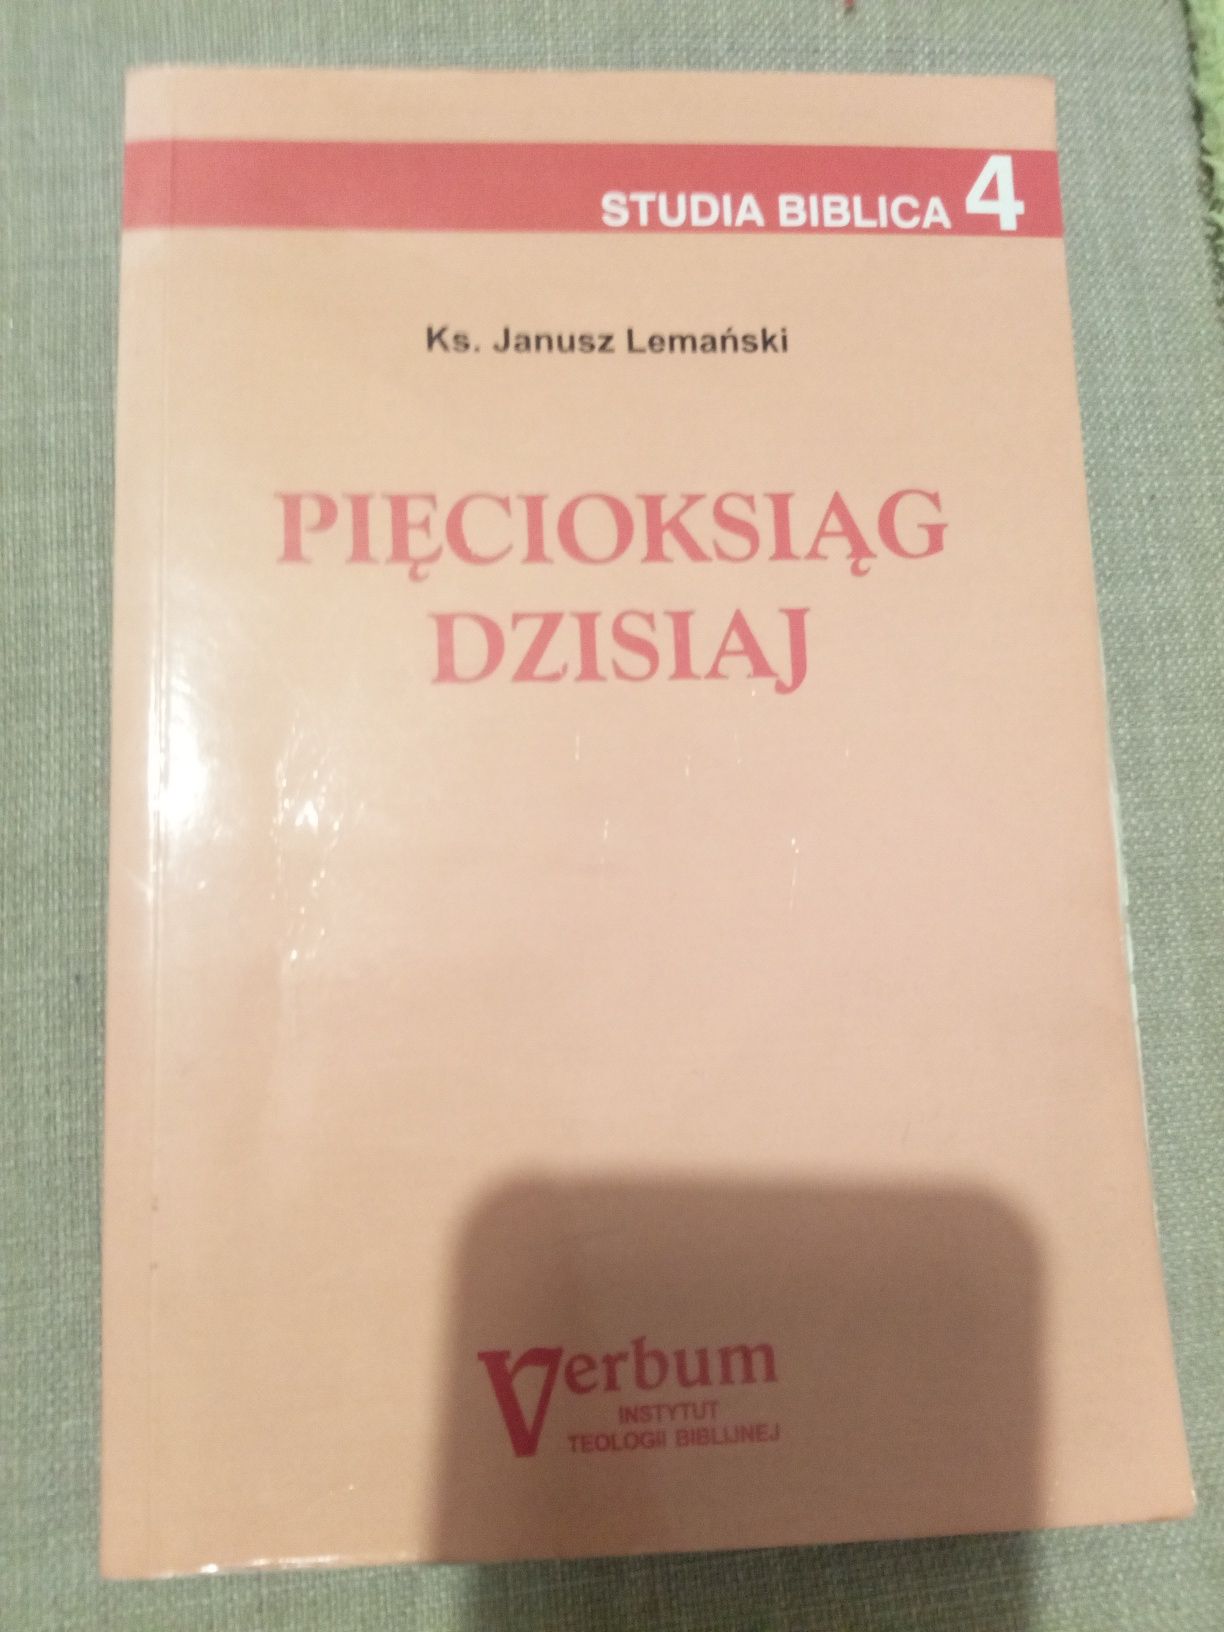 STUDIA BIBLICA 4
Ks. Janusz Lemański
PIĘCIOKSIĄG
DZISIAJ
Verbum
INSTYTUT
TEOLOGII BIBLIJNEJ